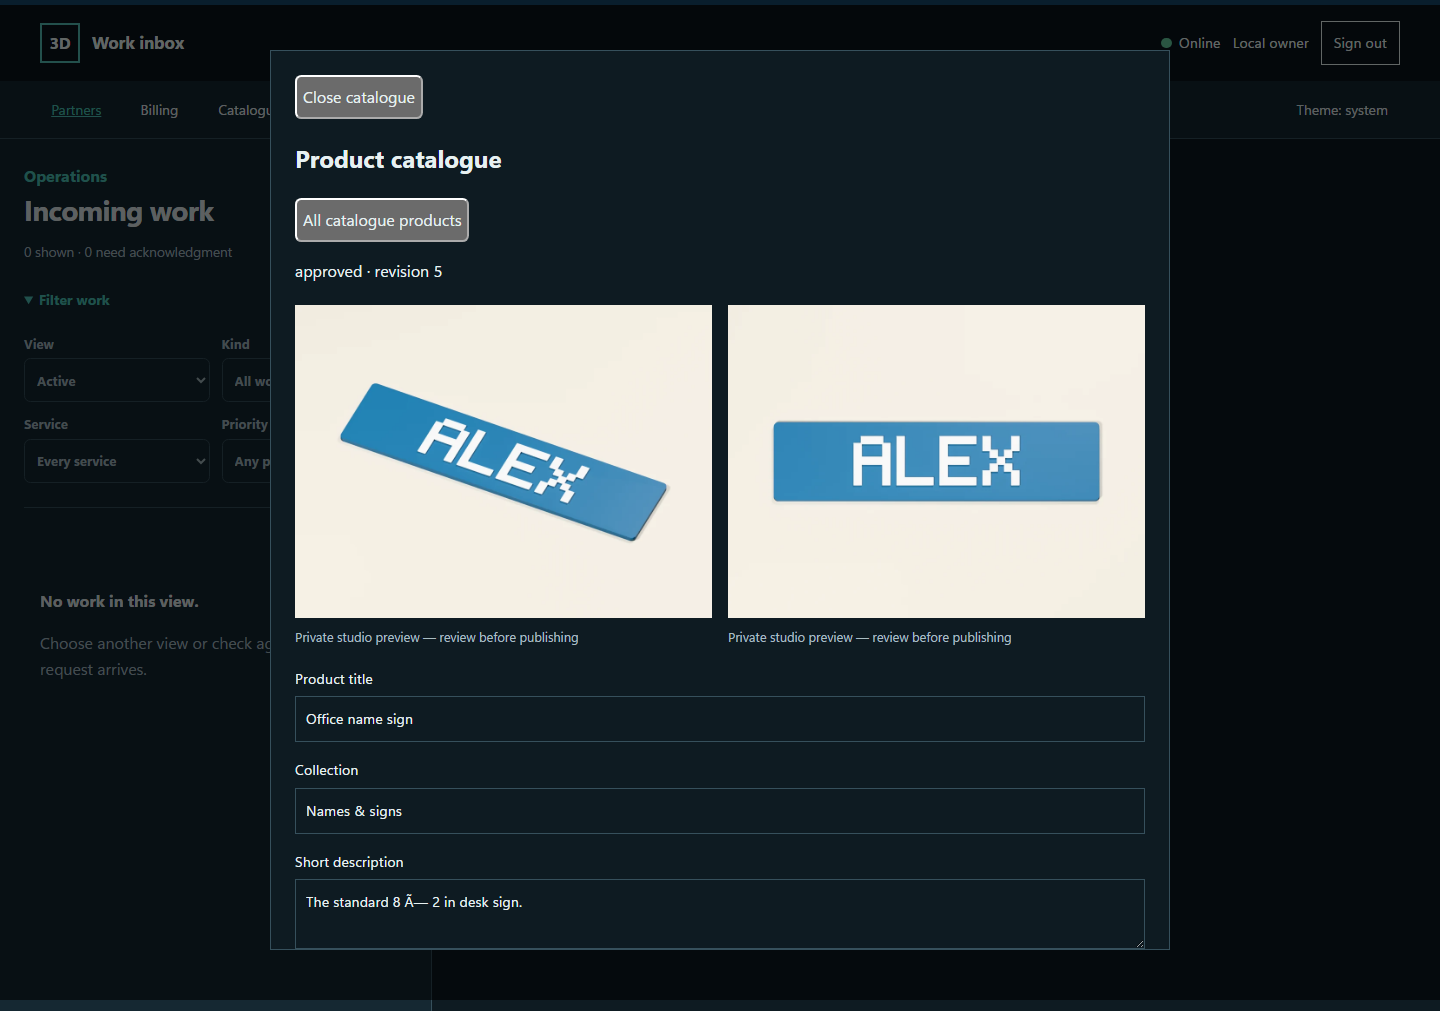 3D
Work inbox
Online
Local owner
Sign out
Partners
Billing
Catalogu
Theme: system
Operations
Incoming work
0 shown · 0 need acknowledgment
▼ Filter work
View
Kind
Active
All wo
Service
Priority
Every service
Any p
No work in this view.
Choose another view or check ag
request arrives.
Close catalogue
Product catalogue
All catalogue products
approved · revision 5
ALEX
ALEX
Private studio preview — review before publishing
Private studio preview — review before publishing
Product title
Office name sign
Collection
Names & signs
Short description
The standard 8 Ã— 2 in desk sign.